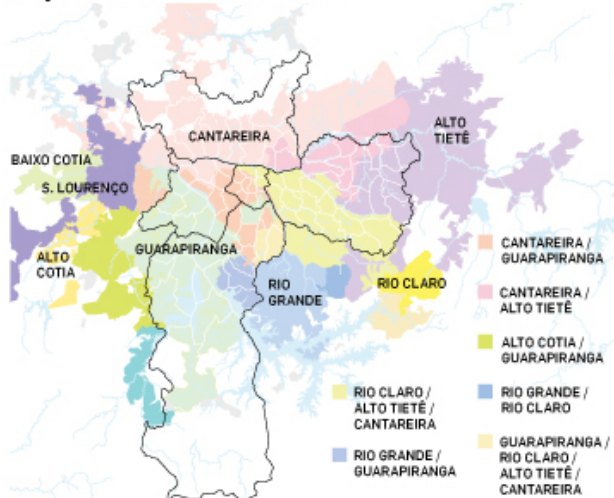 CANTAREIRA
ALTO
TIETÊ
BAIXO COTIA
S. LOURENÇO
GUARAPIRANGA
ALTO
COTIA
RIO
GRANDE
RIO CLARO
CANTAREIRA /
GUARAPIRANGA
CANTAREIRA /
ALTO TIETÊ
ALTO COTIA /
GUARAPIRANGA
RIO CLARO /
ALTO TIETÊ /
CANTAREIRA
RIO GRANDE /
RIO CLARO
RIO GRANDE /
GUARAPIRANGA
GUARAPIRANGA /
RIO CLARO /
ALTO TIETÊ /
CANTAREIRA